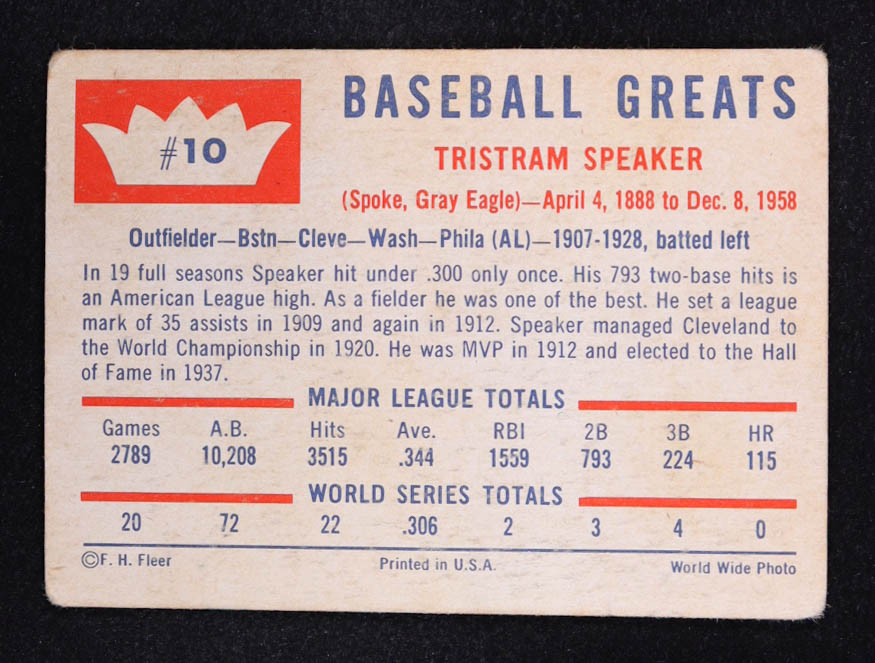 BASEBALL GREATS
#10
TRISTRAM SPEAKER
(Spoke, Gray Eagle)—April 4, 1888 to Dec. 8, 1958
Outfielder—Bstn—Cleve—Wash—Phila (AL)—1907-1928, batted left
In 19 full seasons Speaker hit under .300 only once. His 793 two-base hits is
an American League high. As a fielder he was one of the best. He set a league
mark of 35 assists in 1909 and again in 1912. Speaker managed Cleveland to
the World Championship in 1920. He was MVP in 1912 and elected to the Hall
of Fame in 1937.
MAJOR LEAGUE TOTALS
Games A.B. Hits Ave. RBI 2B 3B HR
2789 10,208 3515 .344 1559 793 224 115
WORLD SERIES TOTALS
20 72 22 .306 2 3 4 0
©F. H. Fleer Printed in U.S.A. World Wide Photo